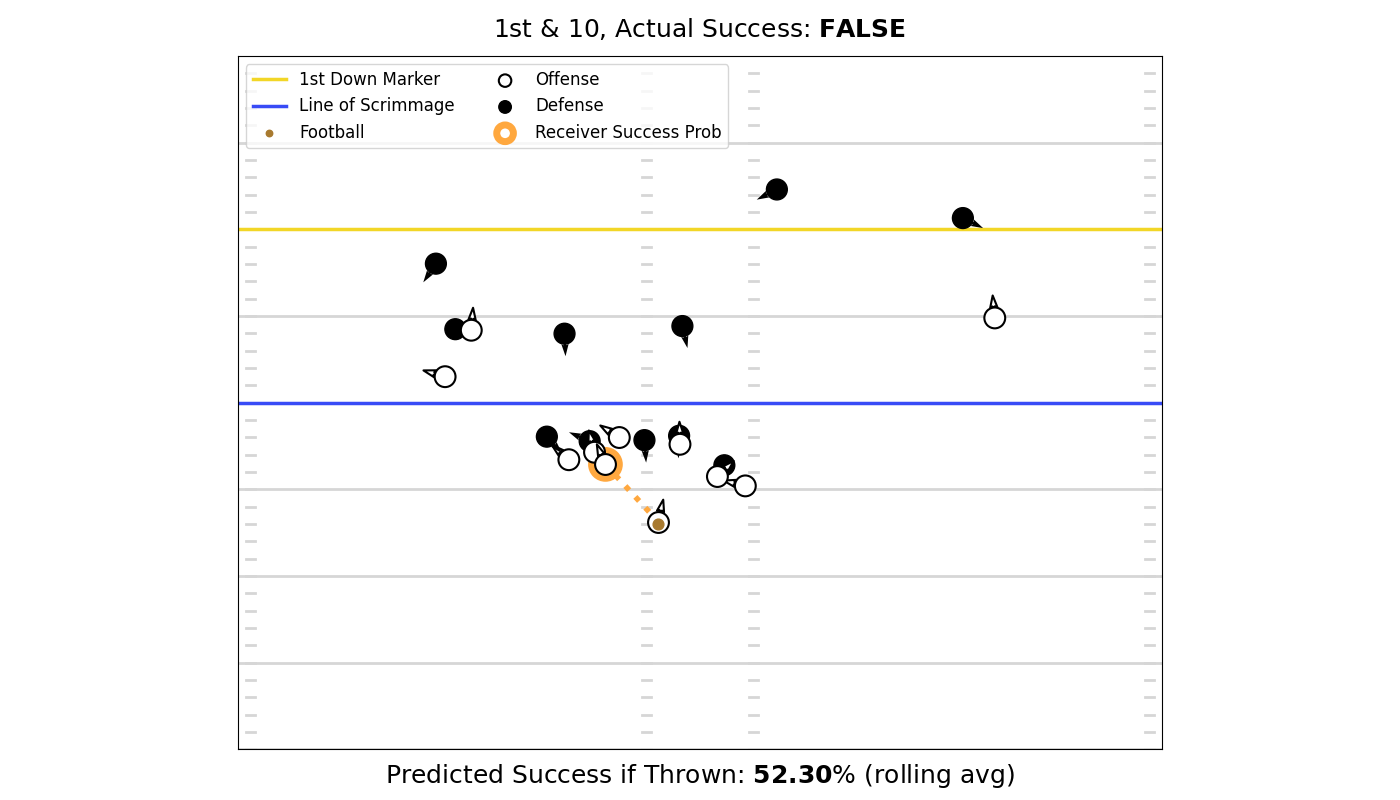 1st & 10, Actual Success: FALSE
1st Down Marker
Line of Scrimmage
Football
Offense
Defense
Receiver Success Prob
Predicted Success if Thrown: 52.30% (rolling avg)